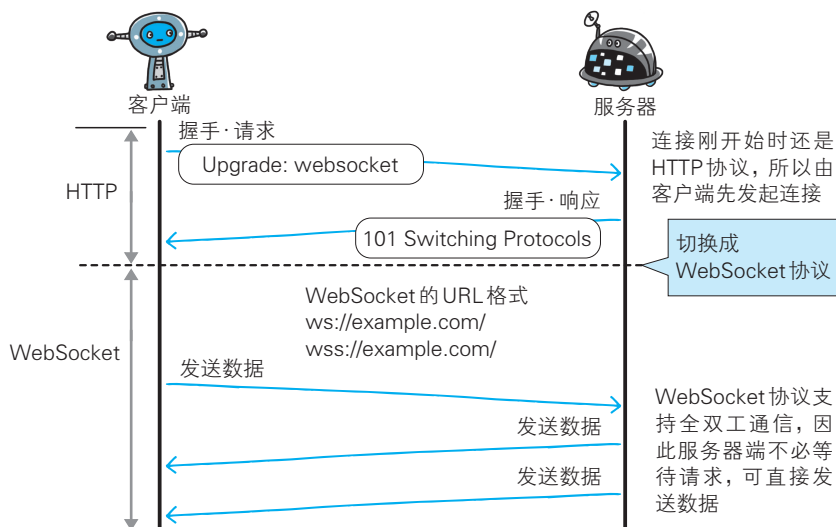 客户端
服务器
握手·请求
Upgrade: websocket
连接刚开始时还是
HTTP协议，所以由
客户端先发起连接
HTTP
握手·响应
101 Switching Protocols
切换成
WebSocket协议
WebSocket的URL格式
ws://example.com/
wss://example.com/
WebSocket
发送数据
发送数据
发送数据
WebSocket协议支
持全双工通信，因
此服务器端不必等
待请求，可直接发
送数据